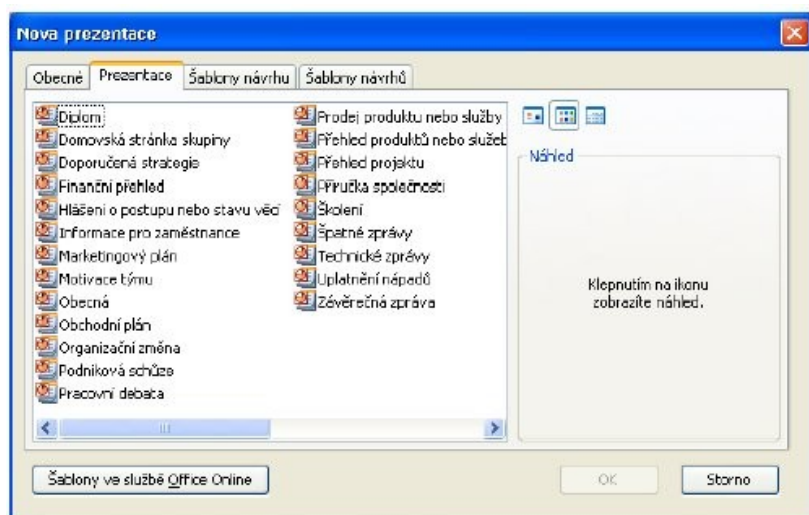 Nova prezentace
Obecné Prezentace Šablony návrhu Šablony návrhů
Diplom
Domovská stránka skupiny
Doporučená strategie
Finanční přehled
Hlášení o postupu nebo stavu věcí
Informace pro zaměstnance
Marketingový plán
Motivace týmu
Obecná
Obchodní plán
Organizační změna
Podniková schůze
Pracovní debata
Prodej produktu nebo služby
Přehled produktů nebo služeb
Přehled projektu
Příručka společnosti
Školení
Špatné zprávy
Technické zprávy
Uplatnění nápadů
Závěrečná zpráva
Náhled
Klepnutím na ikonu
zobrazíte náhled.
Šablony ve službě Office Online
OK
Storno